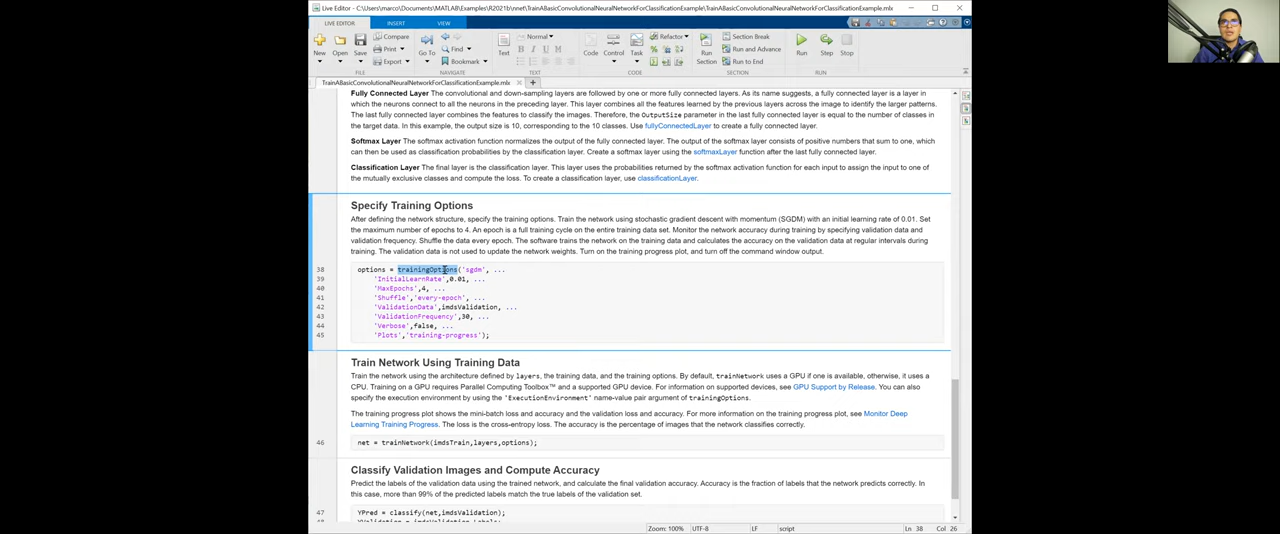 Live Editor - C:\Users\marco\Documents\MATLAB\Examples\R2021b\nnet\TrainABasicConvolutionalNeuralNetworkForClassificationExample\TrainABasicConvolutionalNeuralNetworkForClassificationExample.mlx
LIVE EDITOR INSERT VIEW
New Open Save Compare Print Export Go To Find Bookmark Text Normal Code Control Task Refactor Run Section Section Break Run and Advance Run to End Run Step Stop
FILE NAVIGATE TEXT CODE SECTION RUN
TrainABasicConvolutionalNeuralNetworkForClassificationExample.mlx
Fully Connected Layer The convolutional and down-sampling layers are followed by one or more fully connected layers. As its name suggests, a fully connected layer is a layer in
which the neurons connect to all the neurons in the preceding layer. This layer combines all the features learned by the previous layers across the image to identify the larger patterns.
The last fully connected layer combines the features to classify the images. Therefore, the OutputSize parameter in the last fully connected layer is equal to the number of classes in
the target data. In this example, the output size is 10, corresponding to the 10 classes. Use fullyConnectedLayer to create a fully connected layer.
Softmax Layer The softmax activation function normalizes the output of the fully connected layer. The output of the softmax layer consists of positive numbers that sum to one, which
can then be used as classification probabilities by the classification layer. Create a softmax layer using the softmaxLayer function after the last fully connected layer.
Classification Layer The final layer is the classification layer. This layer uses the probabilities returned by the softmax activation function for each input to assign the input to one of
the mutually exclusive classes and compute the loss. To create a classification layer, use classificationLayer.
Specify Training Options
After defining the network structure, specify the training options. Train the network using stochastic gradient descent with momentum (SGDM) with an initial learning rate of 0.01. Set
the maximum number of epochs to 4. An epoch is a full training cycle on the entire training data set. Monitor the network accuracy during training by specifying validation data and
validation frequency. Shuffle the data every epoch. The software trains the network on the training data and calculates the accuracy on the validation data at regular intervals during
training. The validation data is not used to update the network weights. Turn on the training progress plot, and turn off the command window output.
38 options = trainingOptions('sgdm', ...
39 'InitialLearnRate',0.01, ...
40 'MaxEpochs',4, ...
41 'Shuffle','every-epoch', ...
42 'ValidationData',imdsValidation, ...
43 'ValidationFrequency',30, ...
44 'Verbose',false, ...
45 'Plots','training-progress');
Train Network Using Training Data
Train the network using the architecture defined by layers, the training data, and the training options. By default, trainNetwork uses a GPU if one is available, otherwise, it uses a
CPU. Training on a GPU requires Parallel Computing Toolbox™ and a supported GPU device. For information on supported devices, see GPU Support by Release. You can also
specify the execution environment by using the 'ExecutionEnvironment' name-value pair argument of trainingOptions.
The training progress plot shows the mini-batch loss and accuracy and the validation loss and accuracy. For more information on the training progress plot, see Monitor Deep
Learning Training Progress. The loss is the cross-entropy loss. The accuracy is the percentage of images that the network classifies correctly.
46 net = trainNetwork(imdsTrain,layers,options);
Classify Validation Images and Compute Accuracy
Predict the labels of the validation data using the trained network, and calculate the final validation accuracy. Accuracy is the fraction of labels that the network predicts correctly. In
this case, more than 99% of the predicted labels match the true labels of the validation set.
47 YPred = classify(net,imdsValidation);
YValidation = imdsValidation.Labels;
Zoom: 100% UTF-8 LF script Ln 38 Col 26